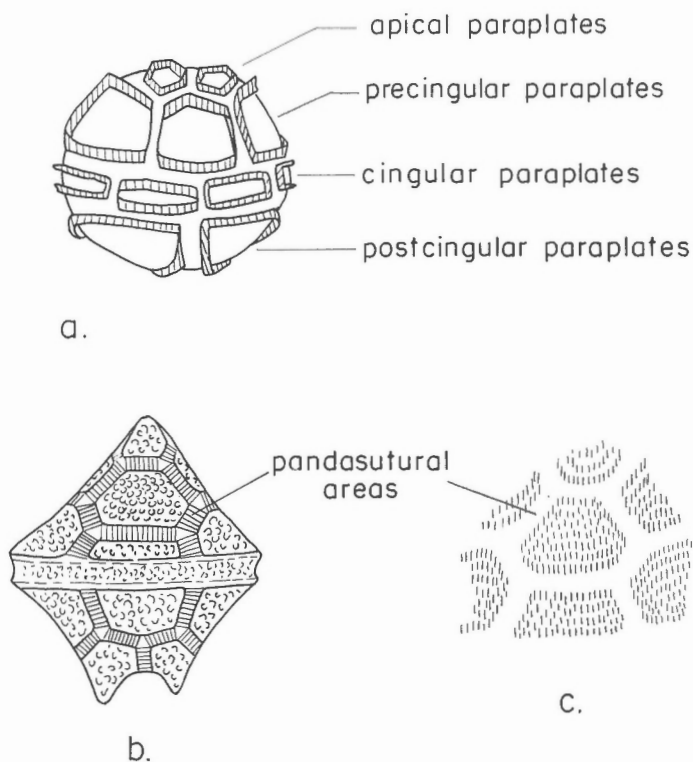 apical paraplates
precingular paraplates
cingular paraplates
postcingular paraplates
a.
pandasutural
areas
b.
c.